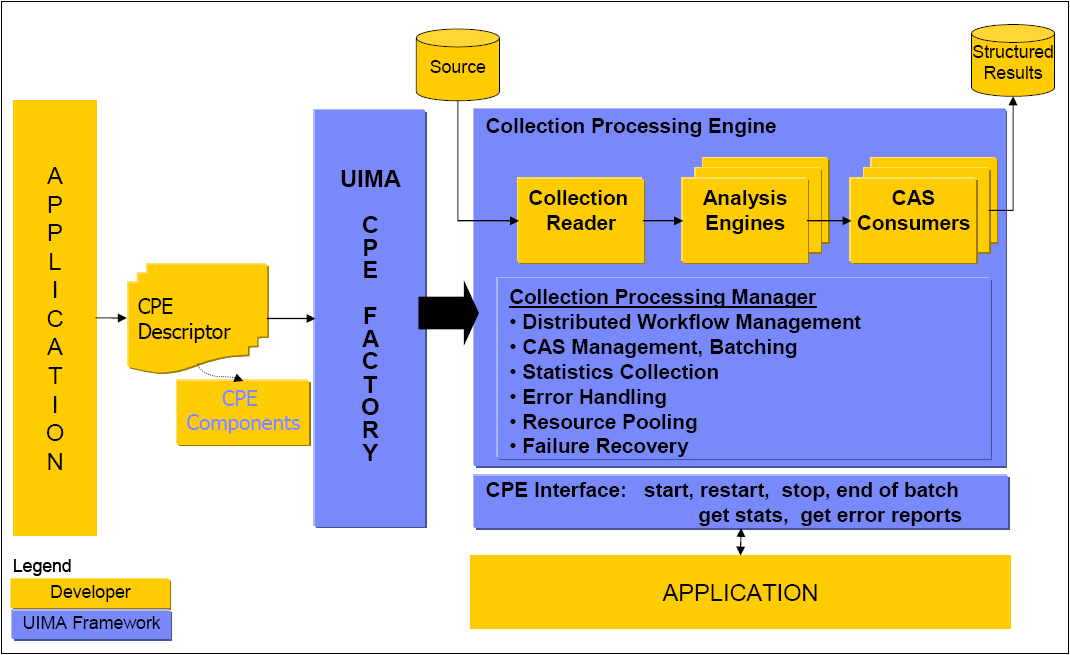 Source
Structured
Results
APPLICATION
CPE
Descriptor
CPE
Components
UIMA
CPE
FACTORY
Collection Processing Engine
Collection
Reader
Analysis
Engines
CAS
Consumers
Collection Processing Manager
• Distributed Workflow Management
• CAS Management, Batching
• Statistics Collection
• Error Handling
• Resource Pooling
• Failure Recovery
CPE Interface: start, restart, stop, end of batch
get stats, get error reports
APPLICATION
Legend
Developer
UIMA Framework